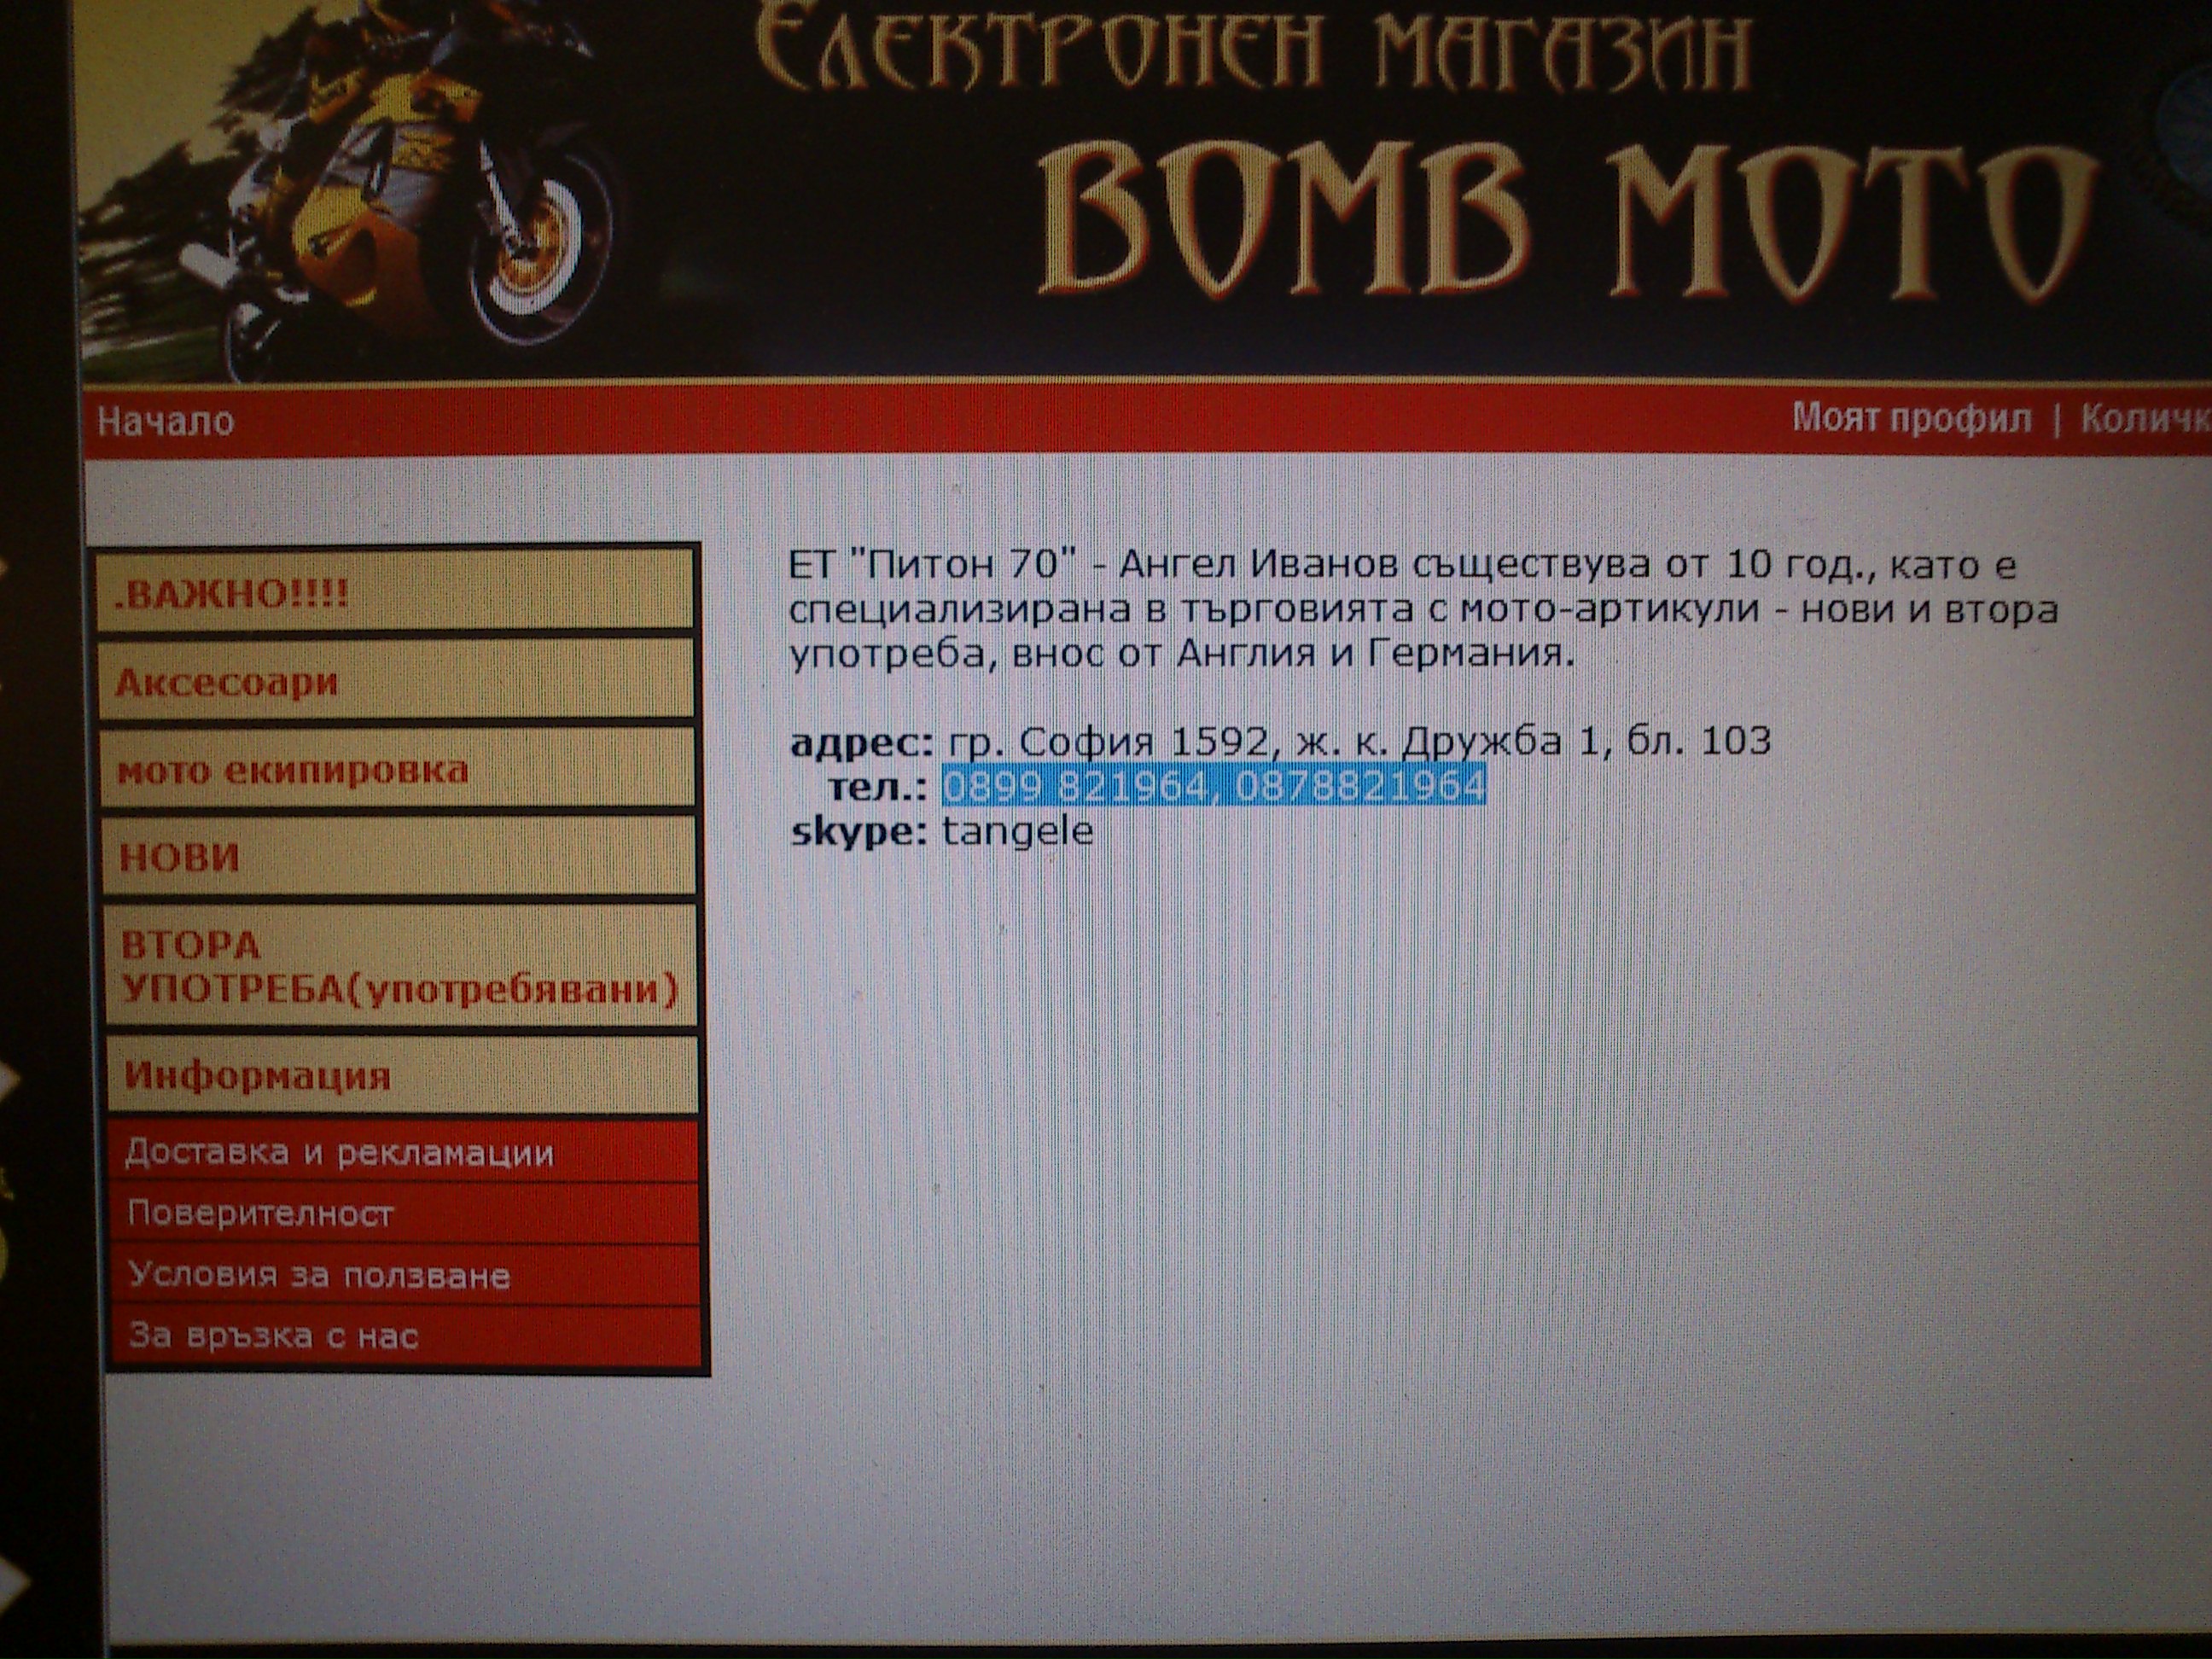 Електронен магазин
BOMB MOTO
Начало
Моят профил | Количк
.ВАЖНО!!!!
Аксесоари
мото екипировка
НОВИ
ВТОРА
УПОТРЕБА(употребявани)
Информация
Доставка и рекламации
Поверителност
Условия за ползване
За връзка с нас
ЕТ "Питон 70" - Ангел Иванов съществува от 10 год., като е
специализирана в търговията с мото-артикули - нови и втора
употреба, внос от Англия и Германия.
адрес: гр. София 1592, ж. к. Дружба 1, бл. 103
тел.: 0899 821964, 0878821964
skype: tangele